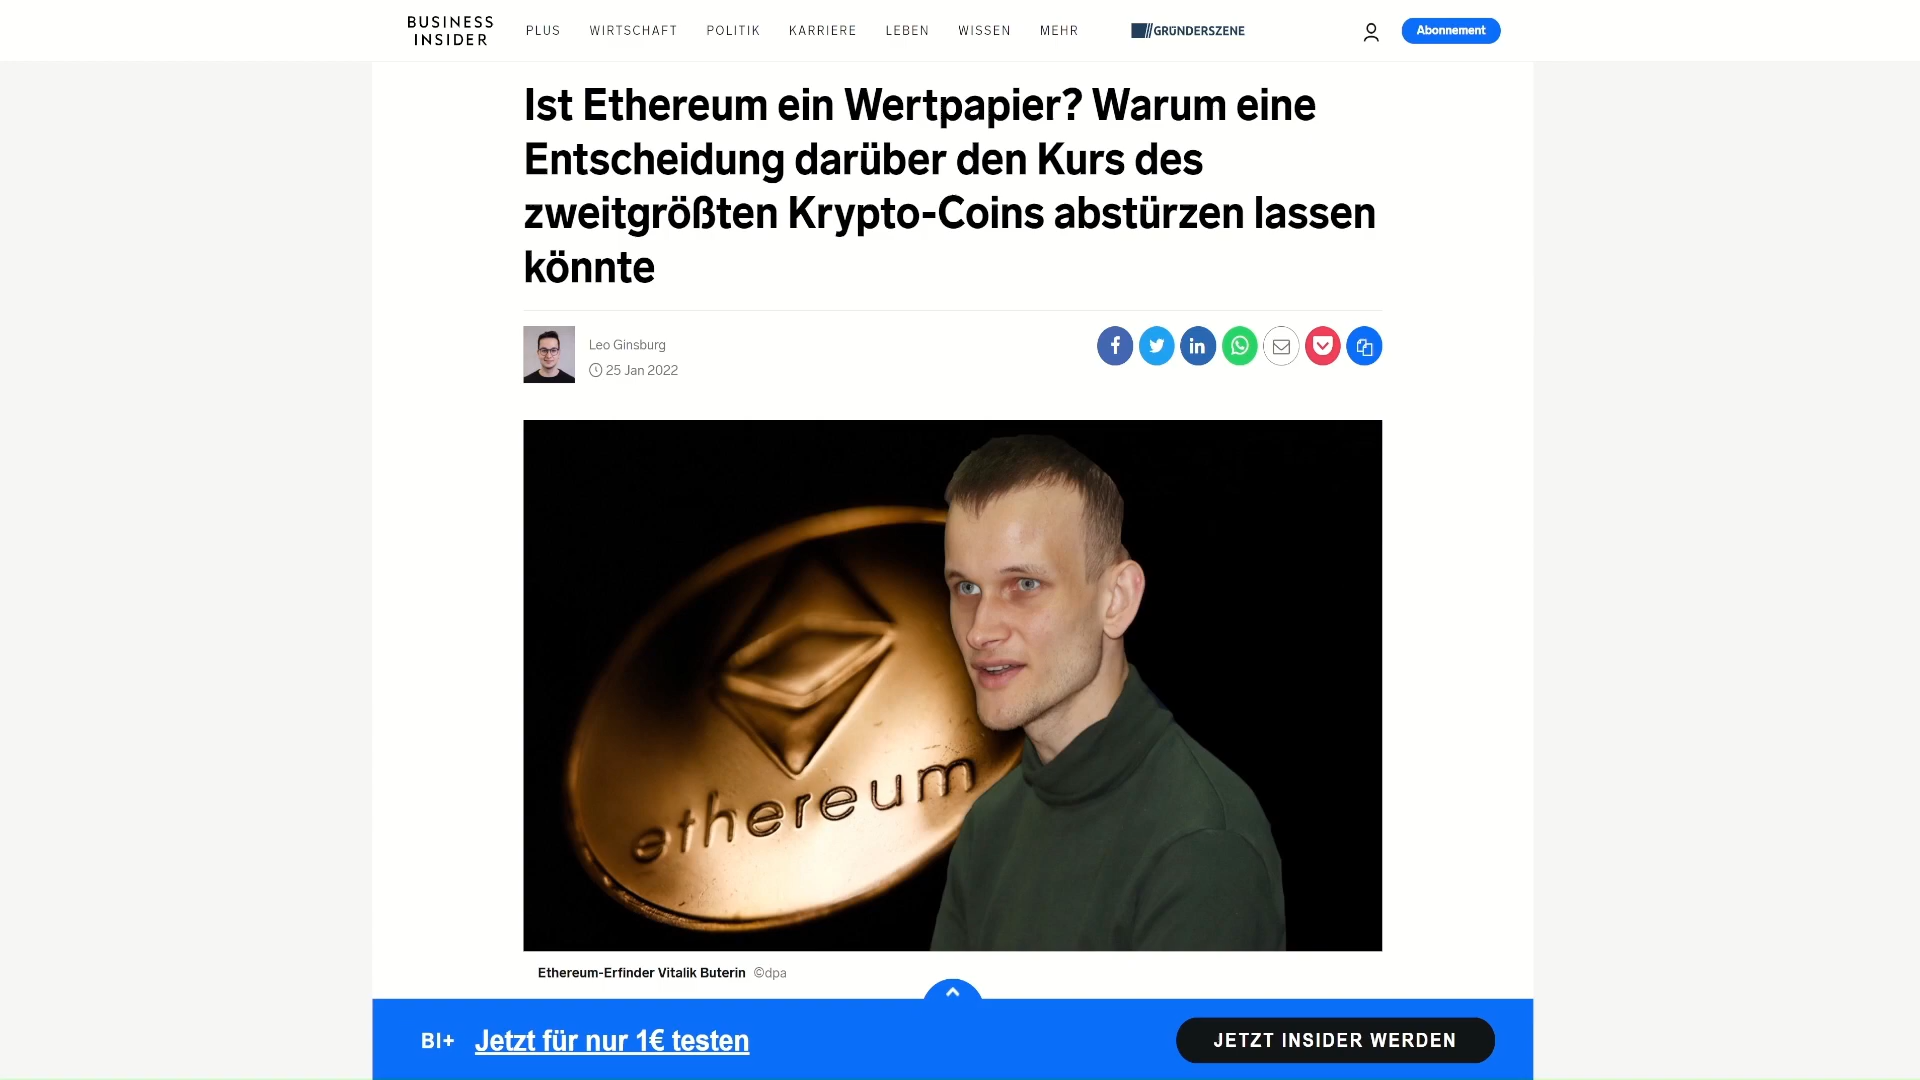 BUSINESS
INSIDER
PLUS WIRTSCHAFT POLITIK KARRIERE LEBEN WISSEN MEHR GRÜNDERSZENE Abonnement
Ist Ethereum ein Wertpapier? Warum eine
Entscheidung darüber den Kurs des
zweitgrößten Krypto-Coins abstürzen lassen
könnte
Leo Ginsburg
25 Jan 2022
ethereum
Ethereum-Erfinder Vitalik Buterin ©dpa
BI+ Jetzt für nur 1€ testen JETZT INSIDER WERDEN